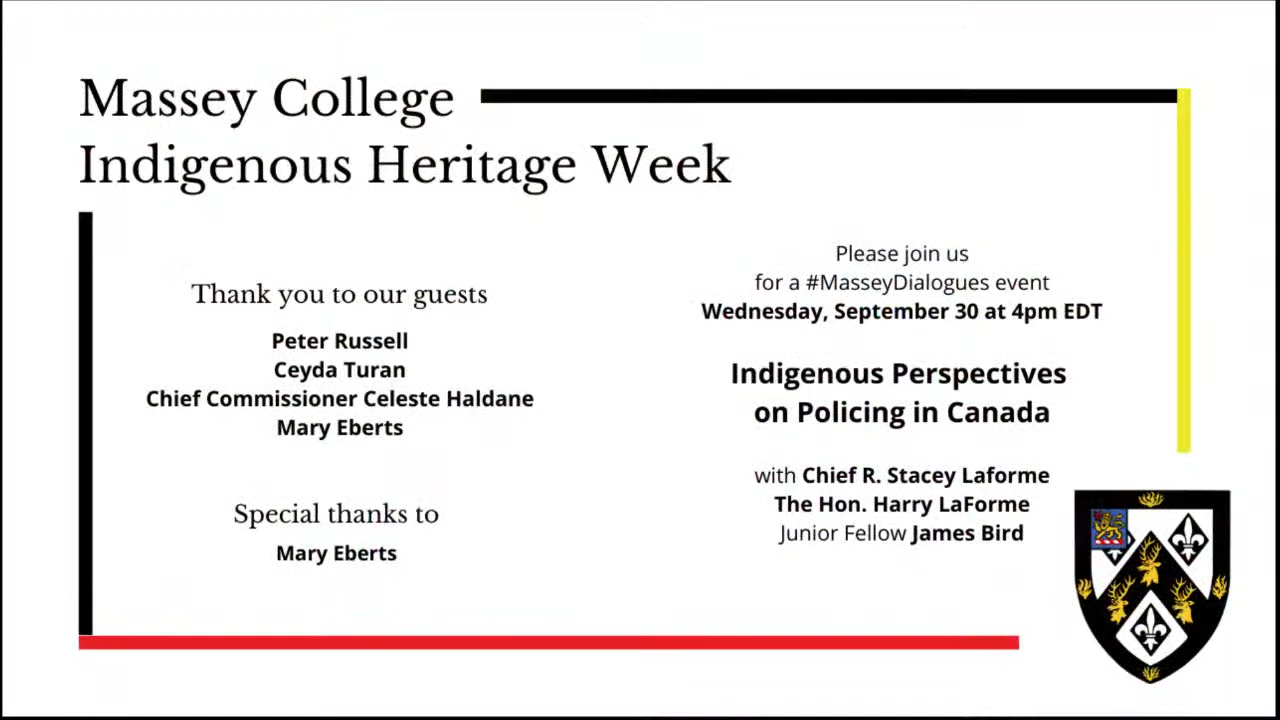 Massey College
Indigenous Heritage Week
Thank you to our guests
Peter Russell
Ceyda Turan
Chief Commissioner Celeste Haldane
Mary Eberts
Special thanks to
Mary Eberts
Please join us
for a #MasseyDialogues event
Wednesday, September 30 at 4pm EDT
Indigenous Perspectives
on Policing in Canada
with Chief R. Stacey Laforme
The Hon. Harry LaForme
Junior Fellow James Bird